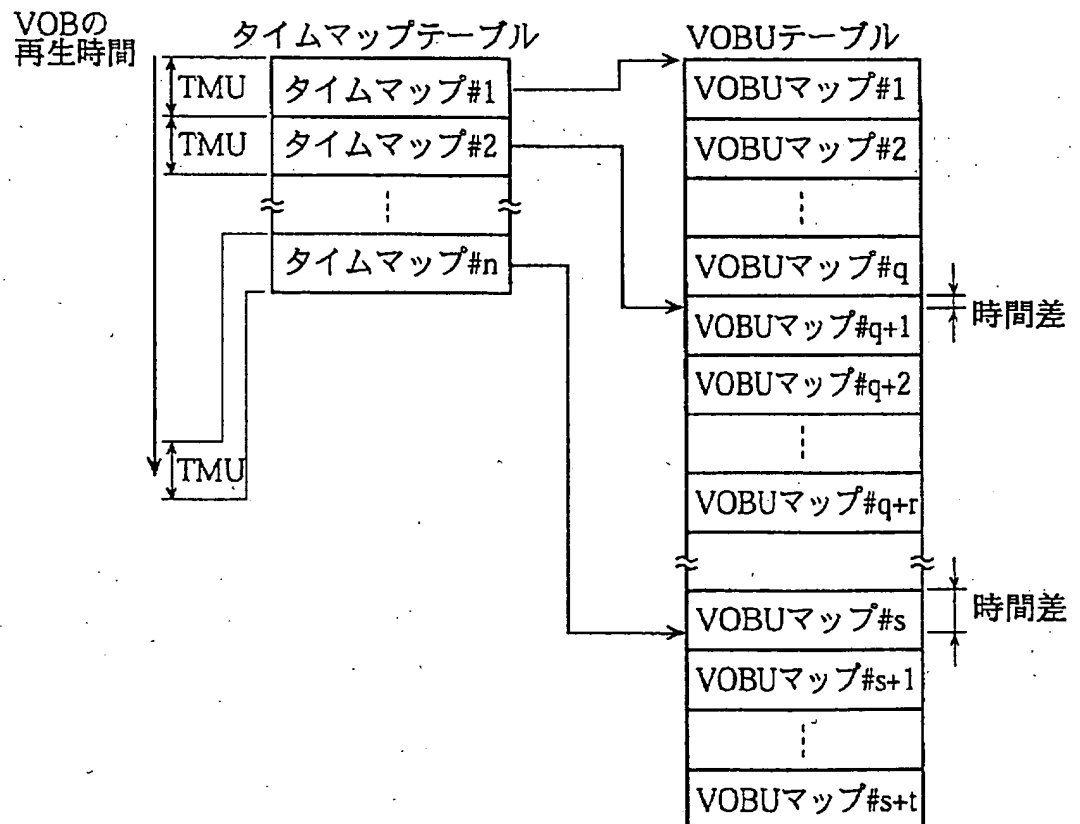 VOBの
再生時間
タイムマップテーブル
TMU
タイムマップ#1
TMU
タイムマップ#2
タイムマップ#n
TMU
VOBUテーブル
VOBUマップ#1
VOBUマップ#2
VOBUマップ#q
時間差
VOBUマップ#q+1
VOBUマップ#q+2
VOBUマップ#q+r
VOBUマップ#s
時間差
VOBUマップ#s+1
VOBUマップ#s+t